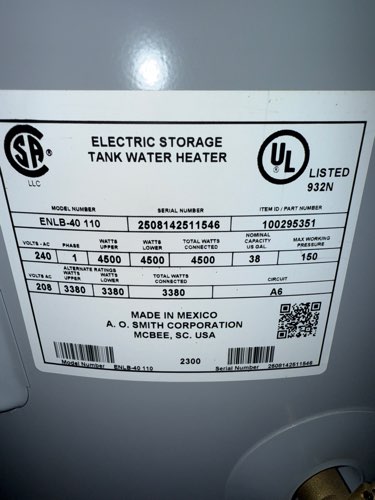 SA
LLC
ELECTRIC STORAGE
TANK WATER HEATER
UL
LISTED
932N
MODEL NUMBER SERIAL NUMBER ITEM ID / PART NUMBER
ENLB-40 110 2508142511546 100295351
VOLTS - AC PHASE WATTS UPPER WATTS LOWER TOTAL WATTS CONNECTED NOMINAL CAPACITY US GAL. MAX WORKING PRESSURE
240 1 4500 4500 4500 38 150
VOLTS AC ALTERNATE RATINGS WATTS UPPER WATTS LOWER TOTAL WATTS CONNECTED CIRCUIT
208 3380 3380 3380 A6
MADE IN MEXICO
A. O. SMITH CORPORATION
MCBEE, SC. USA
2300
Model Number ENLB-40 110 Serial Number 2508142511546